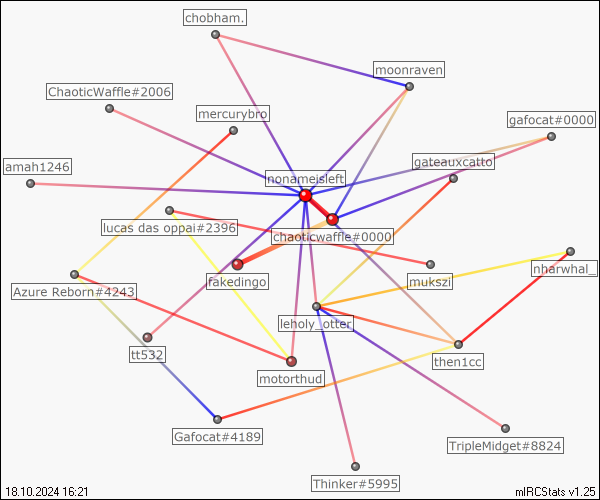 chobham.
moonraven
ChaoticWaffle#2006
mercurybro
gafocat#0000
amah1246
gateauxcatto
nonameisleft
lucas das oppai#2396
chaoticwaffle#0000
nharwhal_
fakedingo
mukszi
Azure Reborn#4243
leholy_otter
tt532
then1cc
motorthud
Gafocat#4189
TripleMidget#8824
Thinker#5995
18.10.2024 16:21
mIRCStats v1.25